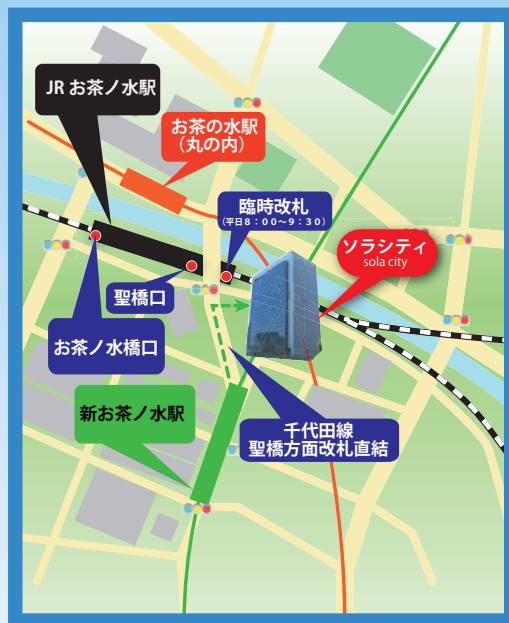 JR お茶ノ水駅
お茶の水駅
（丸の内）
臨時改札
（平日8：00〜9：30）
ソラシティ
sola city
聖橋口
お茶ノ水橋口
新お茶ノ水駅
千代田線
聖橋方面改札直結